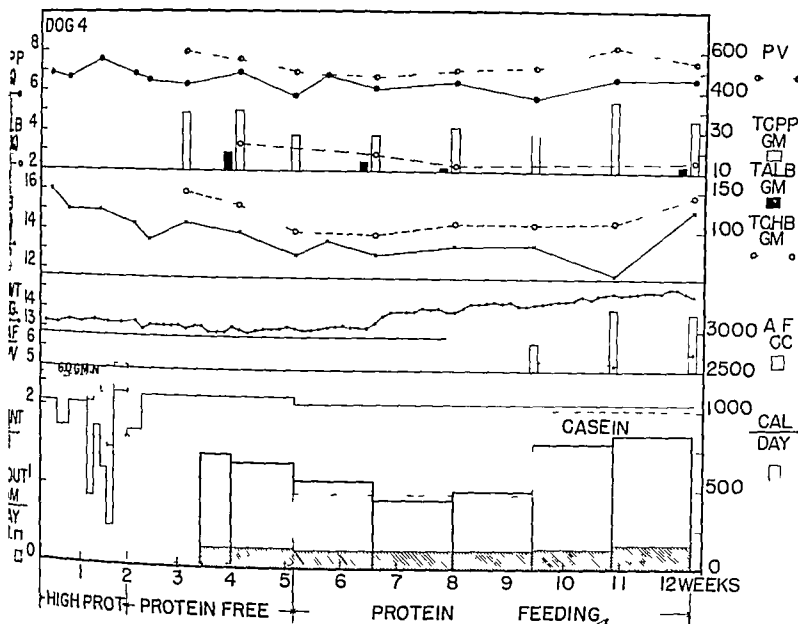 DOG 4
8
6
4
2
16
14
12
14
13
6
5
2
1
0
600
400
30
10
150
100
3000
2500
1000
500
0
PV
TCPP
GM
TALB
GM
TCHB
GM
A F
CC
CAL
DAY
CASEIN
1 2 3 4 5 6 7 8 9 10 11 12 WEEKS
HIGH PROT PROTEIN FREE PROTEIN FEEDING